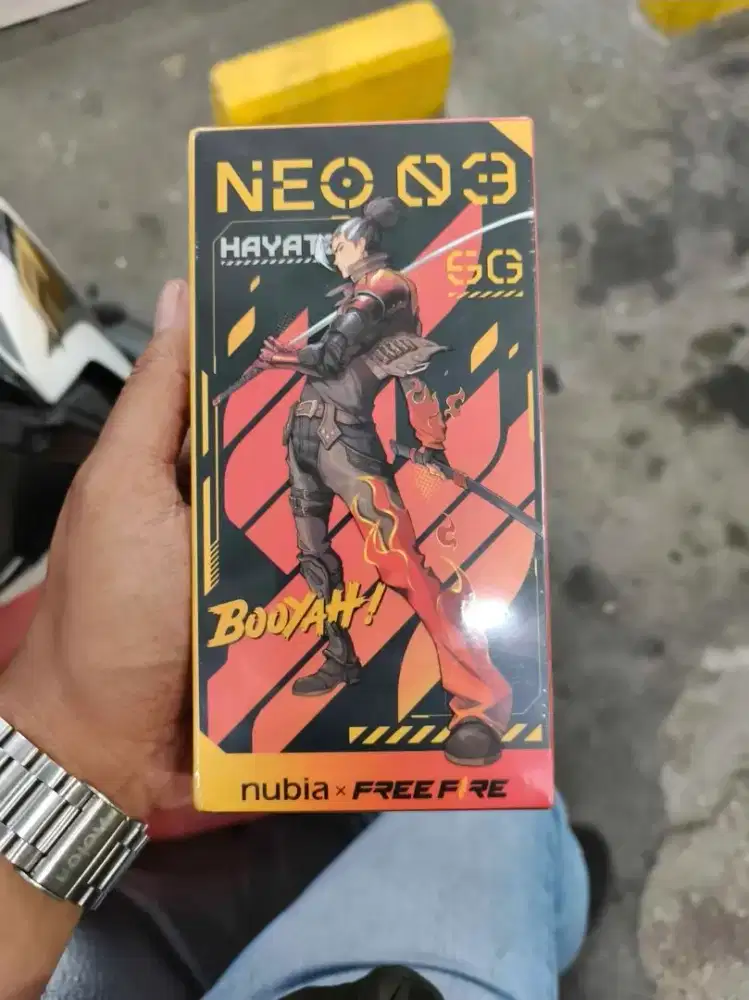 NEO 03
HAYAT
5G
BOOYAH!
nubia × FREE FIRE